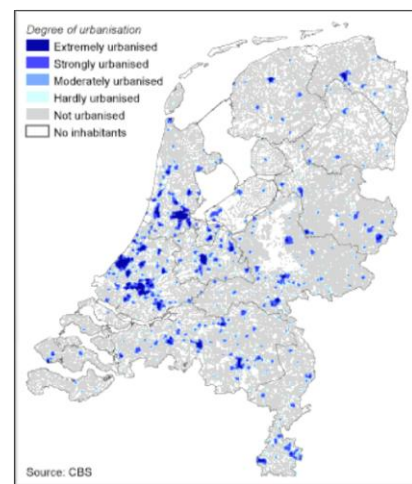 Degree of urbanisation
Extremely urbanised
Strongly urbanised
Moderately urbanised
Hardly urbanised
Not urbanised
No inhabitants
Source: CBS